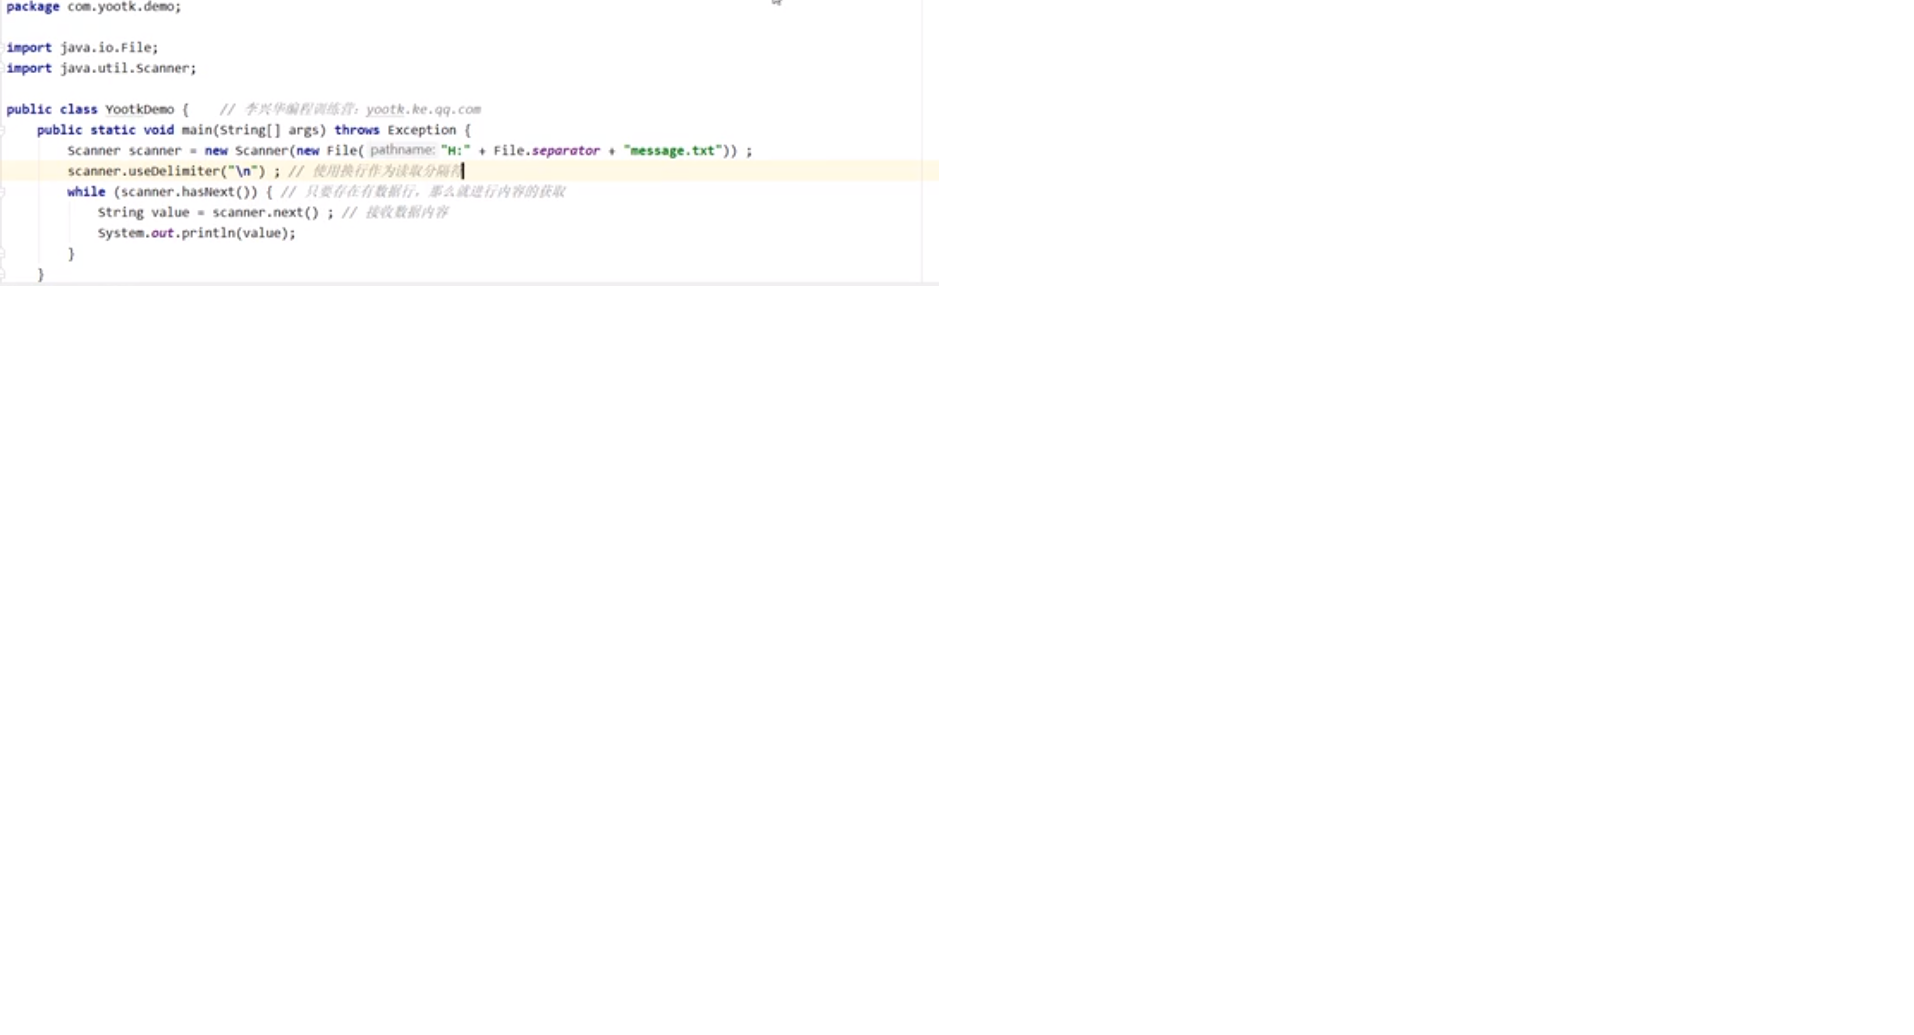 package com.yootk.demo;
import java.io.File;
import java.util.Scanner;
public class YootkDemo {    // 李兴华编程训练营：yootk.ke.qq.com
    public static void main(String[] args) throws Exception {
        Scanner scanner = new Scanner(new File( pathname: "H:" + File.separator + "message.txt")) ;
        scanner.useDelimiter("\n") ; // 使用换行作为读取分隔符
        while (scanner.hasNext()) { // 只要存在有数据行，那么就进行内容的获取
            String value = scanner.next() ; // 接收数据内容
            System.out.println(value);
        }
    }